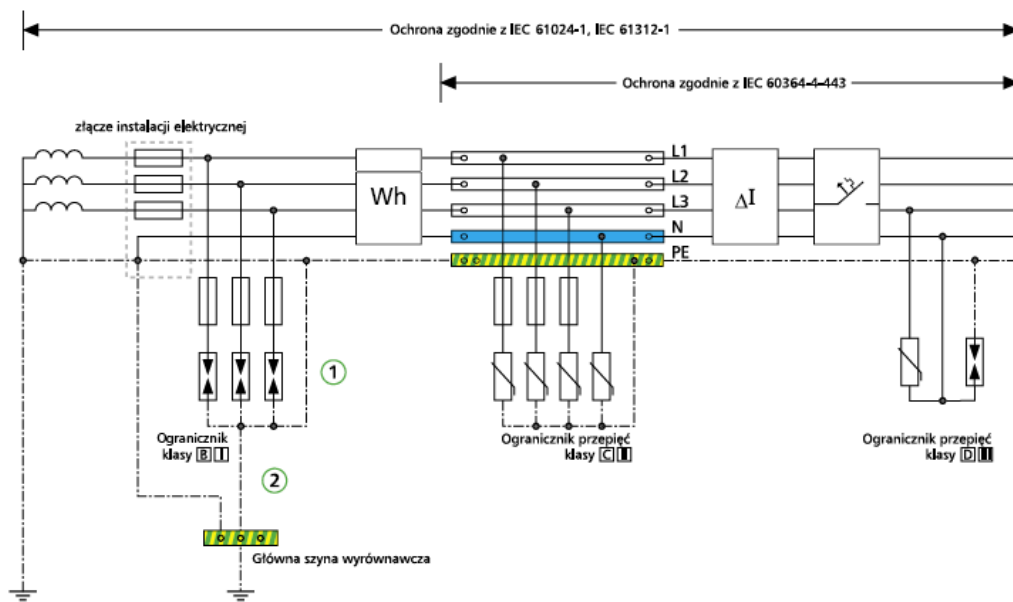 Ochrona zgodnie z IEC 61024-1, IEC 61312-1
Ochrona zgodnie z IEC 60364-4-443
złącze instalacji elektrycznej
L1
L2
L3
N
PE
Wh
ΔI
1
Ogranicznik
klasy B I
2
Ogranicznik przepięć
klasy C II
Ogranicznik przepięć
klasy D III
Główna szyna wyrównawcza